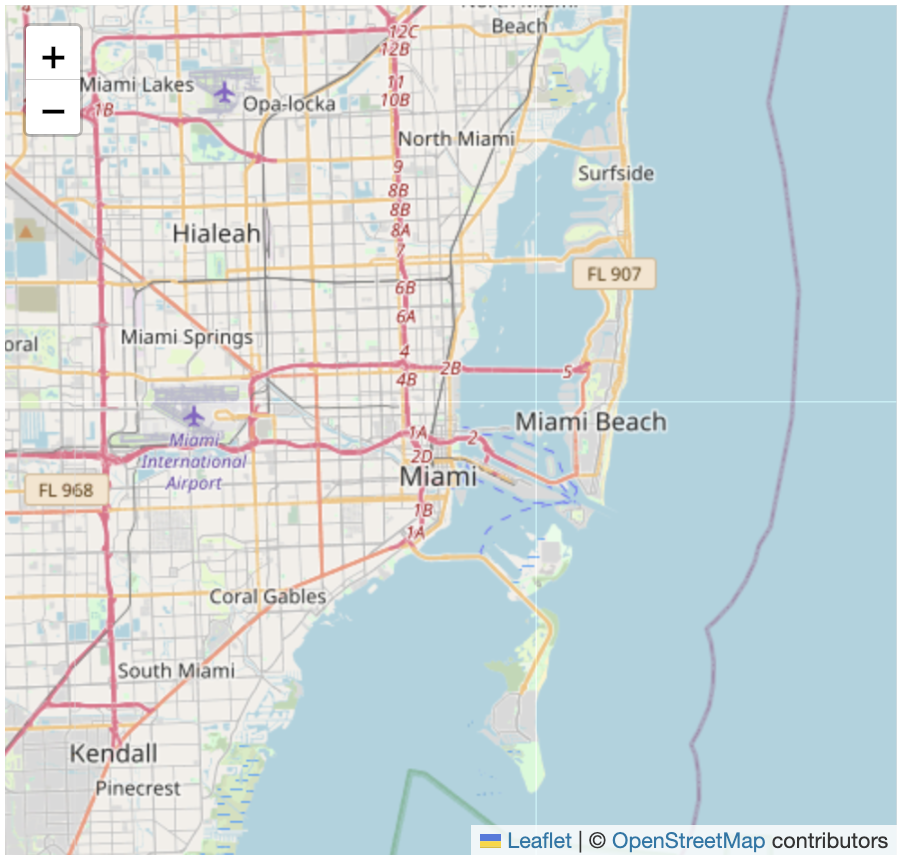 North Miami
Beach
+
−
12C
12B
Miami Lakes
11
10B
Opa-locka
1B
North Miami
9
8B
Surfside
8B
8A
Hialeah
7
FL 907
6B
6A
Miami Springs
oral
4
2B
5
4B
Miami Beach
1A
2
Miami
International
Airport
2D
Miami
FL 968
1B
1A
Coral Gables
South Miami
Kendall
Pinecrest
Leaflet | © OpenStreetMap contributors